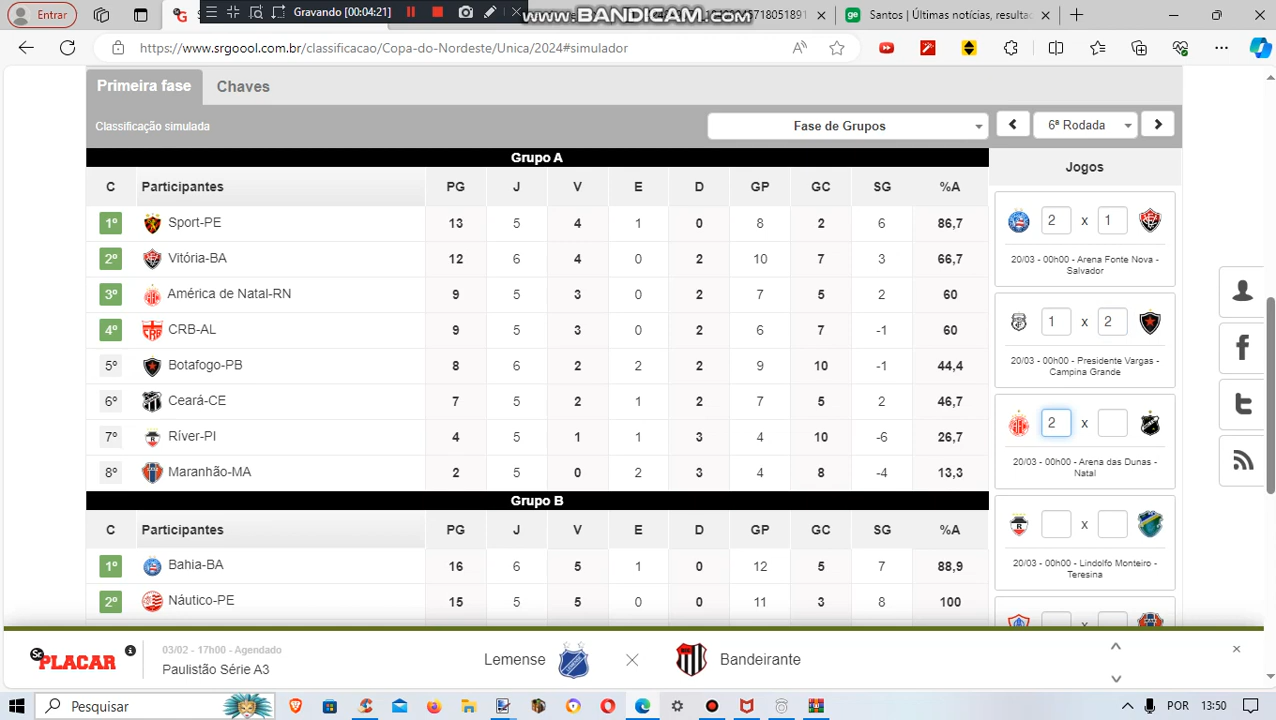 Entrar
G S
Gravando (00:04:21)
www.BANDICAM.com
5718051891
ge Santos | Últimas notícias, result
https://www.srgoool.com.br/classificacao/Copa-do-Nordeste/Unica/2024#simulador
Primeira fase Chaves
Classificação simulada Fase de Grupos 6ª Rodada
Grupo A Jogos
C Participantes PG J V E D GP GC SG %A
1º Sport-PE 13 5 4 1 0 8 2 6 86,7
2 x 1
2º Vitória-BA 12 6 4 0 2 10 7 3 66,7
20/03 - 00h00 - Arena Fonte Nova -
Salvador
3º América de Natal-RN 9 5 3 0 2 7 5 2 60
4º CRB-AL 9 5 3 0 2 6 7 -1 60
1 x 2
5º Botafogo-PB 8 6 2 2 2 9 10 -1 44,4
20/03 - 00h00 - Presidente Vargas -
Campina Grande
6º Ceará-CE 7 5 2 1 2 7 5 2 46,7
2 x
7º Ríver-PI 4 5 1 1 3 4 10 -6 26,7
20/03 - 00h00 - Arena das Dunas -
Natal
8º Maranhão-MA 2 5 0 2 3 4 8 -4 13,3
Grupo B
C Participantes PG J V E D GP GC SG %A
x
1º Bahia-BA 16 6 5 1 0 12 5 7 88,9
20/03 - 00h00 - Lindolfo Monteiro -
Teresina
2º Náutico-PE 15 5 5 0 0 11 3 8 100
SG PLACAR
03/02 - 17h00 - Agendado
Paulistão Série A3
Lemense Bandeirante
Pesquisar POR 13:50